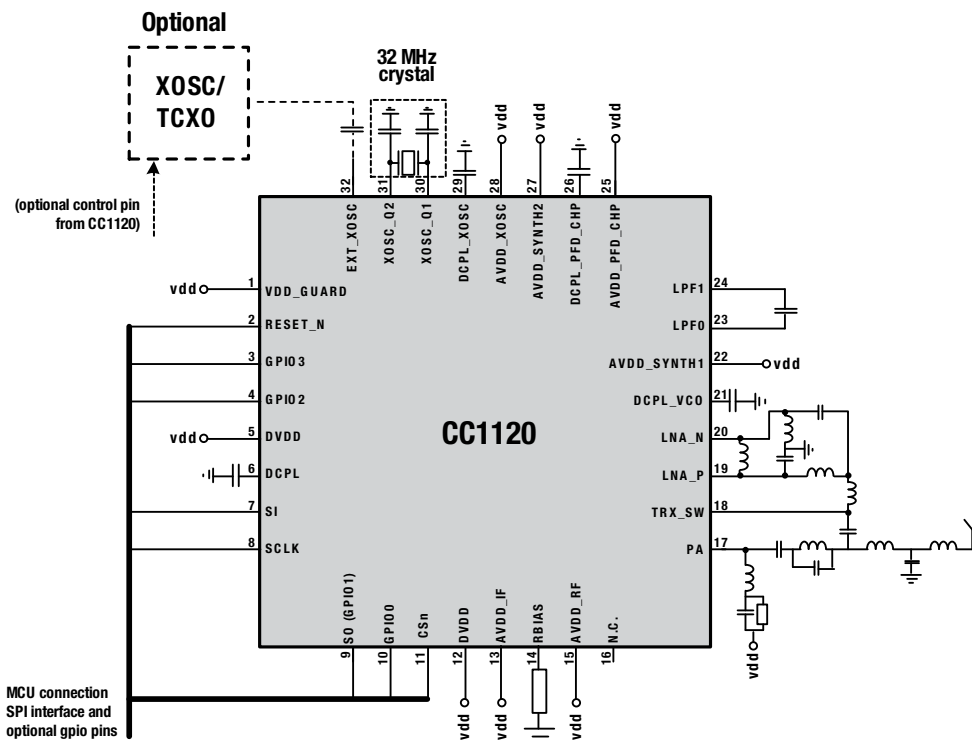 Optional
XOSC/
TCXO
(optional control pin
from CC1120)
32 MHz
crystal
vdd
vdd
vdd
32
31
30
29
28
27
26
25
EXT_XOSC
XOSC_Q2
XOSC_Q1
DCPL_XOSC
AVDD_XOSC
AVDD_SYNTH2
DCPL_PFD_CHP
AVDD_PFD_CHP
vdd
1
VDD_GUARD
2
RESET_N
3
GPIO3
4
GPIO2
vdd
5
DVDD
6
DCPL
7
SI
8
SCLK
CC1120
LPF1
24
LPF0
23
AVDD_SYNTH1
22
vdd
DCPL_VCO
21
LNA_N
20
LNA_P
19
TRX_SW
18
PA
17
vdd
SO (GPIO1)
GPIO0
CSn
DVDD
AVDD_IF
RBIAS
AVDD_RF
N.C.
9
10
11
12
13
14
15
16
vdd
vdd
vdd
MCU connection
SPI interface and
optional gpio pins